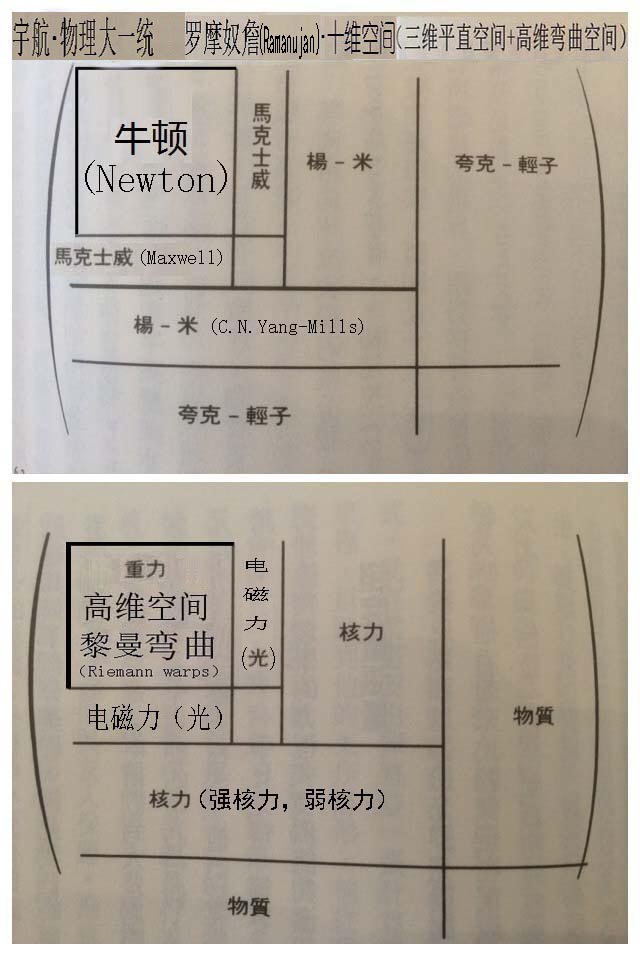 宇航·物理大一统 罗摩奴詹(Ramanujan)·十维空间(三维平直空间+高维弯曲空间)
牛顿
(Newton)
馬克士威
楊－米
夸克－輕子
馬克士威(Maxwell)
楊－米 (C.N.Yang-Mills)
夸克－輕子
重力
高维空间
黎曼弯曲
(Riemann warps)
电磁力(光)
核力
物質
电磁力（光）
核力（强核力，弱核力）
物質